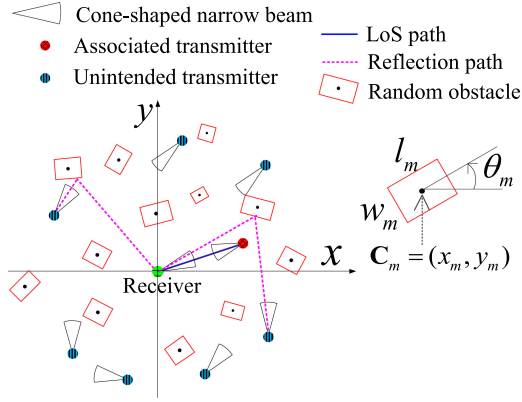 Cone-shaped narrow beam
Associated transmitter
Unintended transmitter
LoS path
Reflection path
Random obstacle
y
x
Receiver
l_m
θ_m
w_m
C_m = (x_m, y_m)